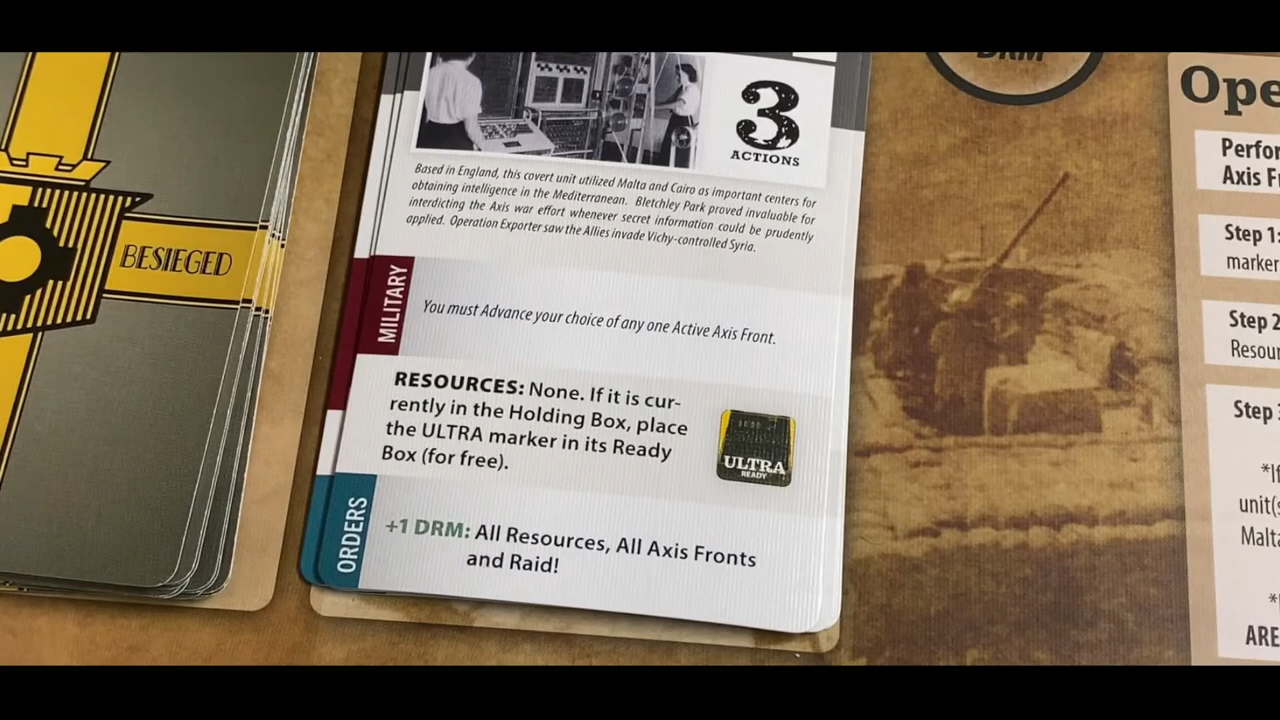 BESIEGED
3
ACTIONS
Based in England, this covert unit utilized Malta and Cairo as important centers for
obtaining intelligence in the Mediterranean. Bletchley Park proved invaluable for
interdicting the Axis war effort whenever secret information could be prudently
applied. Operation Exporter saw the Allies invade Vichy-controlled Syria.
MILITARY
You must Advance your choice of any one Active Axis Front.
RESOURCES: None. If it is cur-
rently in the Holding Box, place
the ULTRA marker in its Ready
Box (for free).
ULTRA
READY
ORDERS
+1 DRM: All Resources, All Axis Fronts
and Raid!
DRM
Ope
Perfor
Axis F
Step 1:
marker
Step 2
Resour
Step
*If
unit(s
Malta
ARE